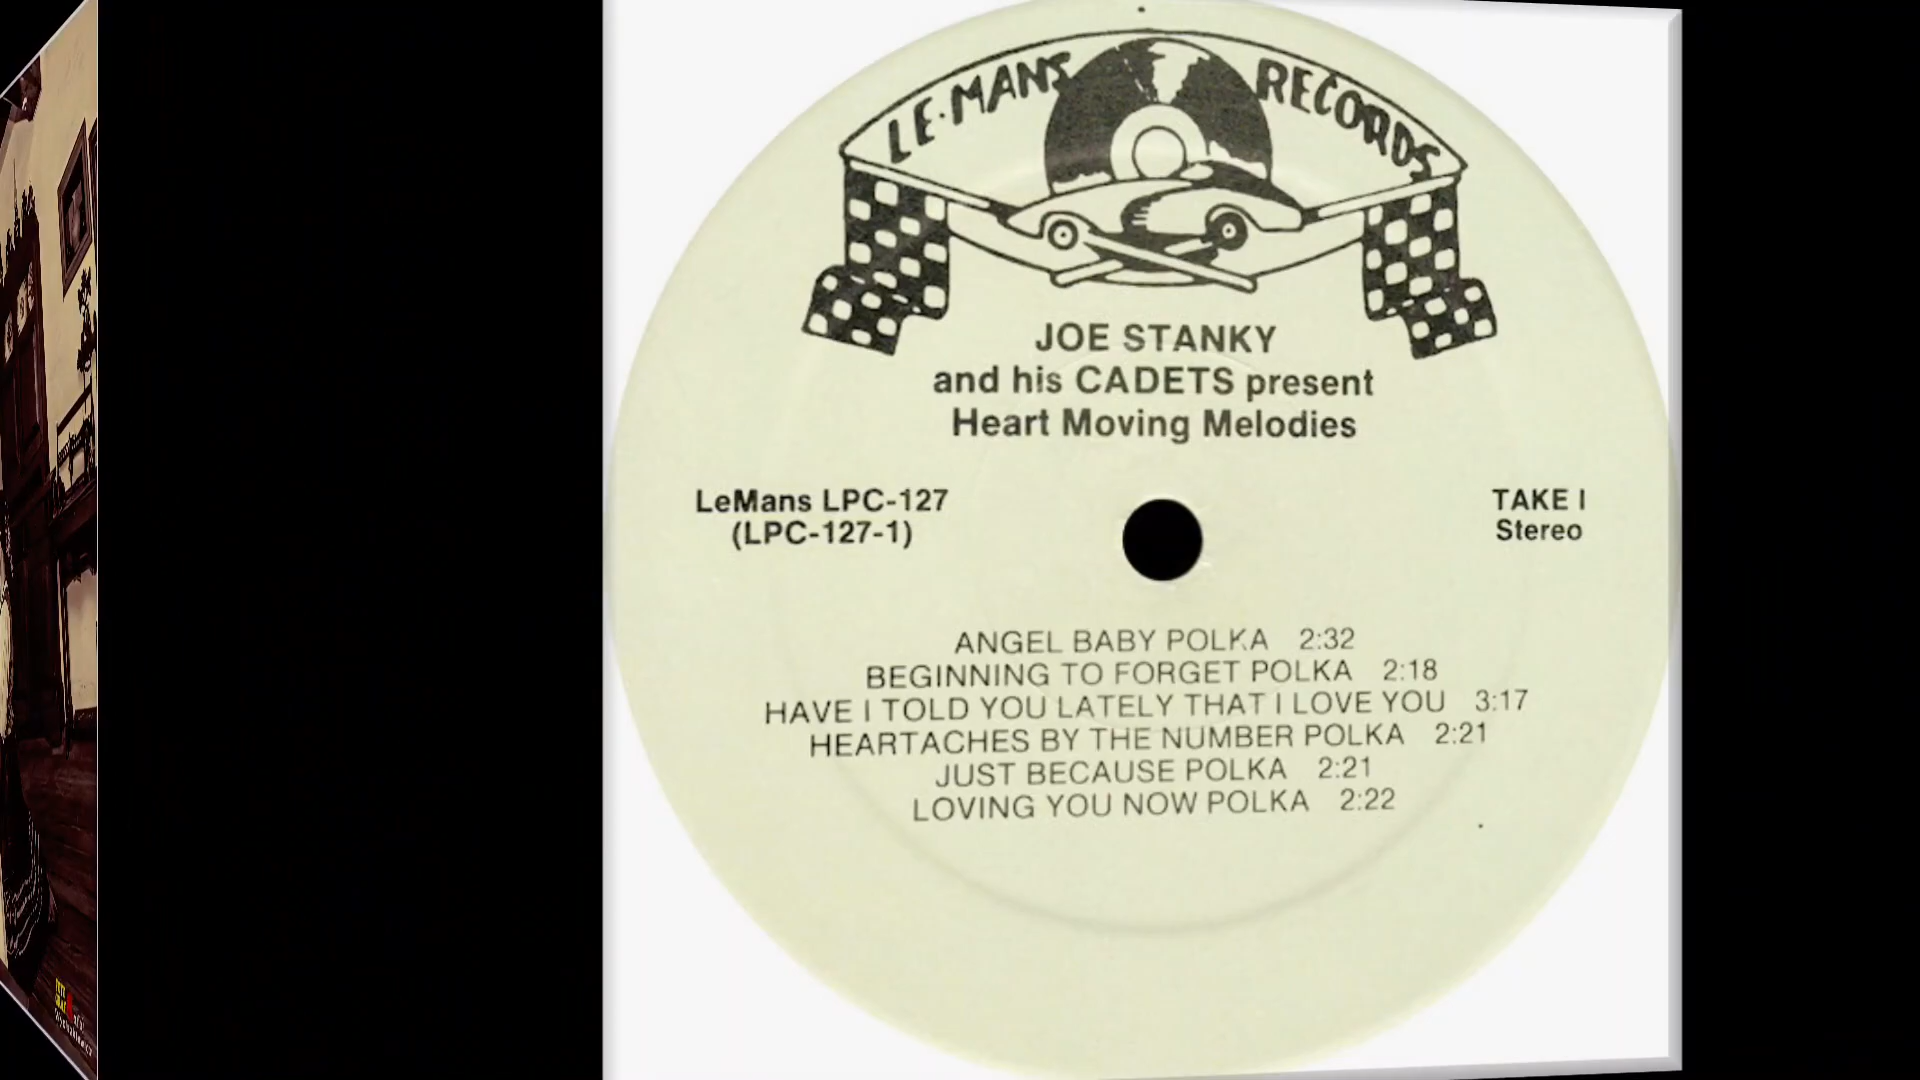 LE·MANS RECORDS
JOE STANKY
and his CADETS present
Heart Moving Melodies
LeMans LPC-127
(LPC-127-1)
TAKE I
Stereo
ANGEL BABY POLKA 2:32
BEGINNING TO FORGET POLKA 2:18
HAVE I TOLD YOU LATELY THAT I LOVE YOU 3:17
HEARTACHES BY THE NUMBER POLKA 2:21
JUST BECAUSE POLKA 2:21
LOVING YOU NOW POLKA 2:22